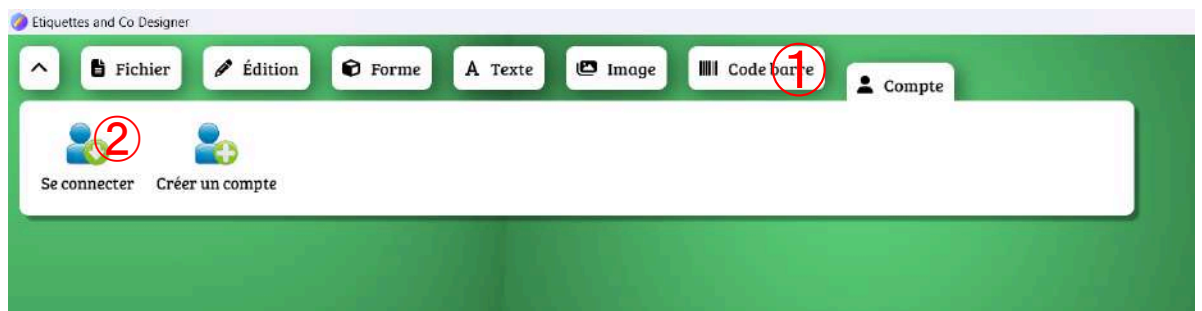 Etiquettes and Co Designer
Fichier Édition Forme A Texte Image Code barre ① Compte
② Se connecter Créer un compte